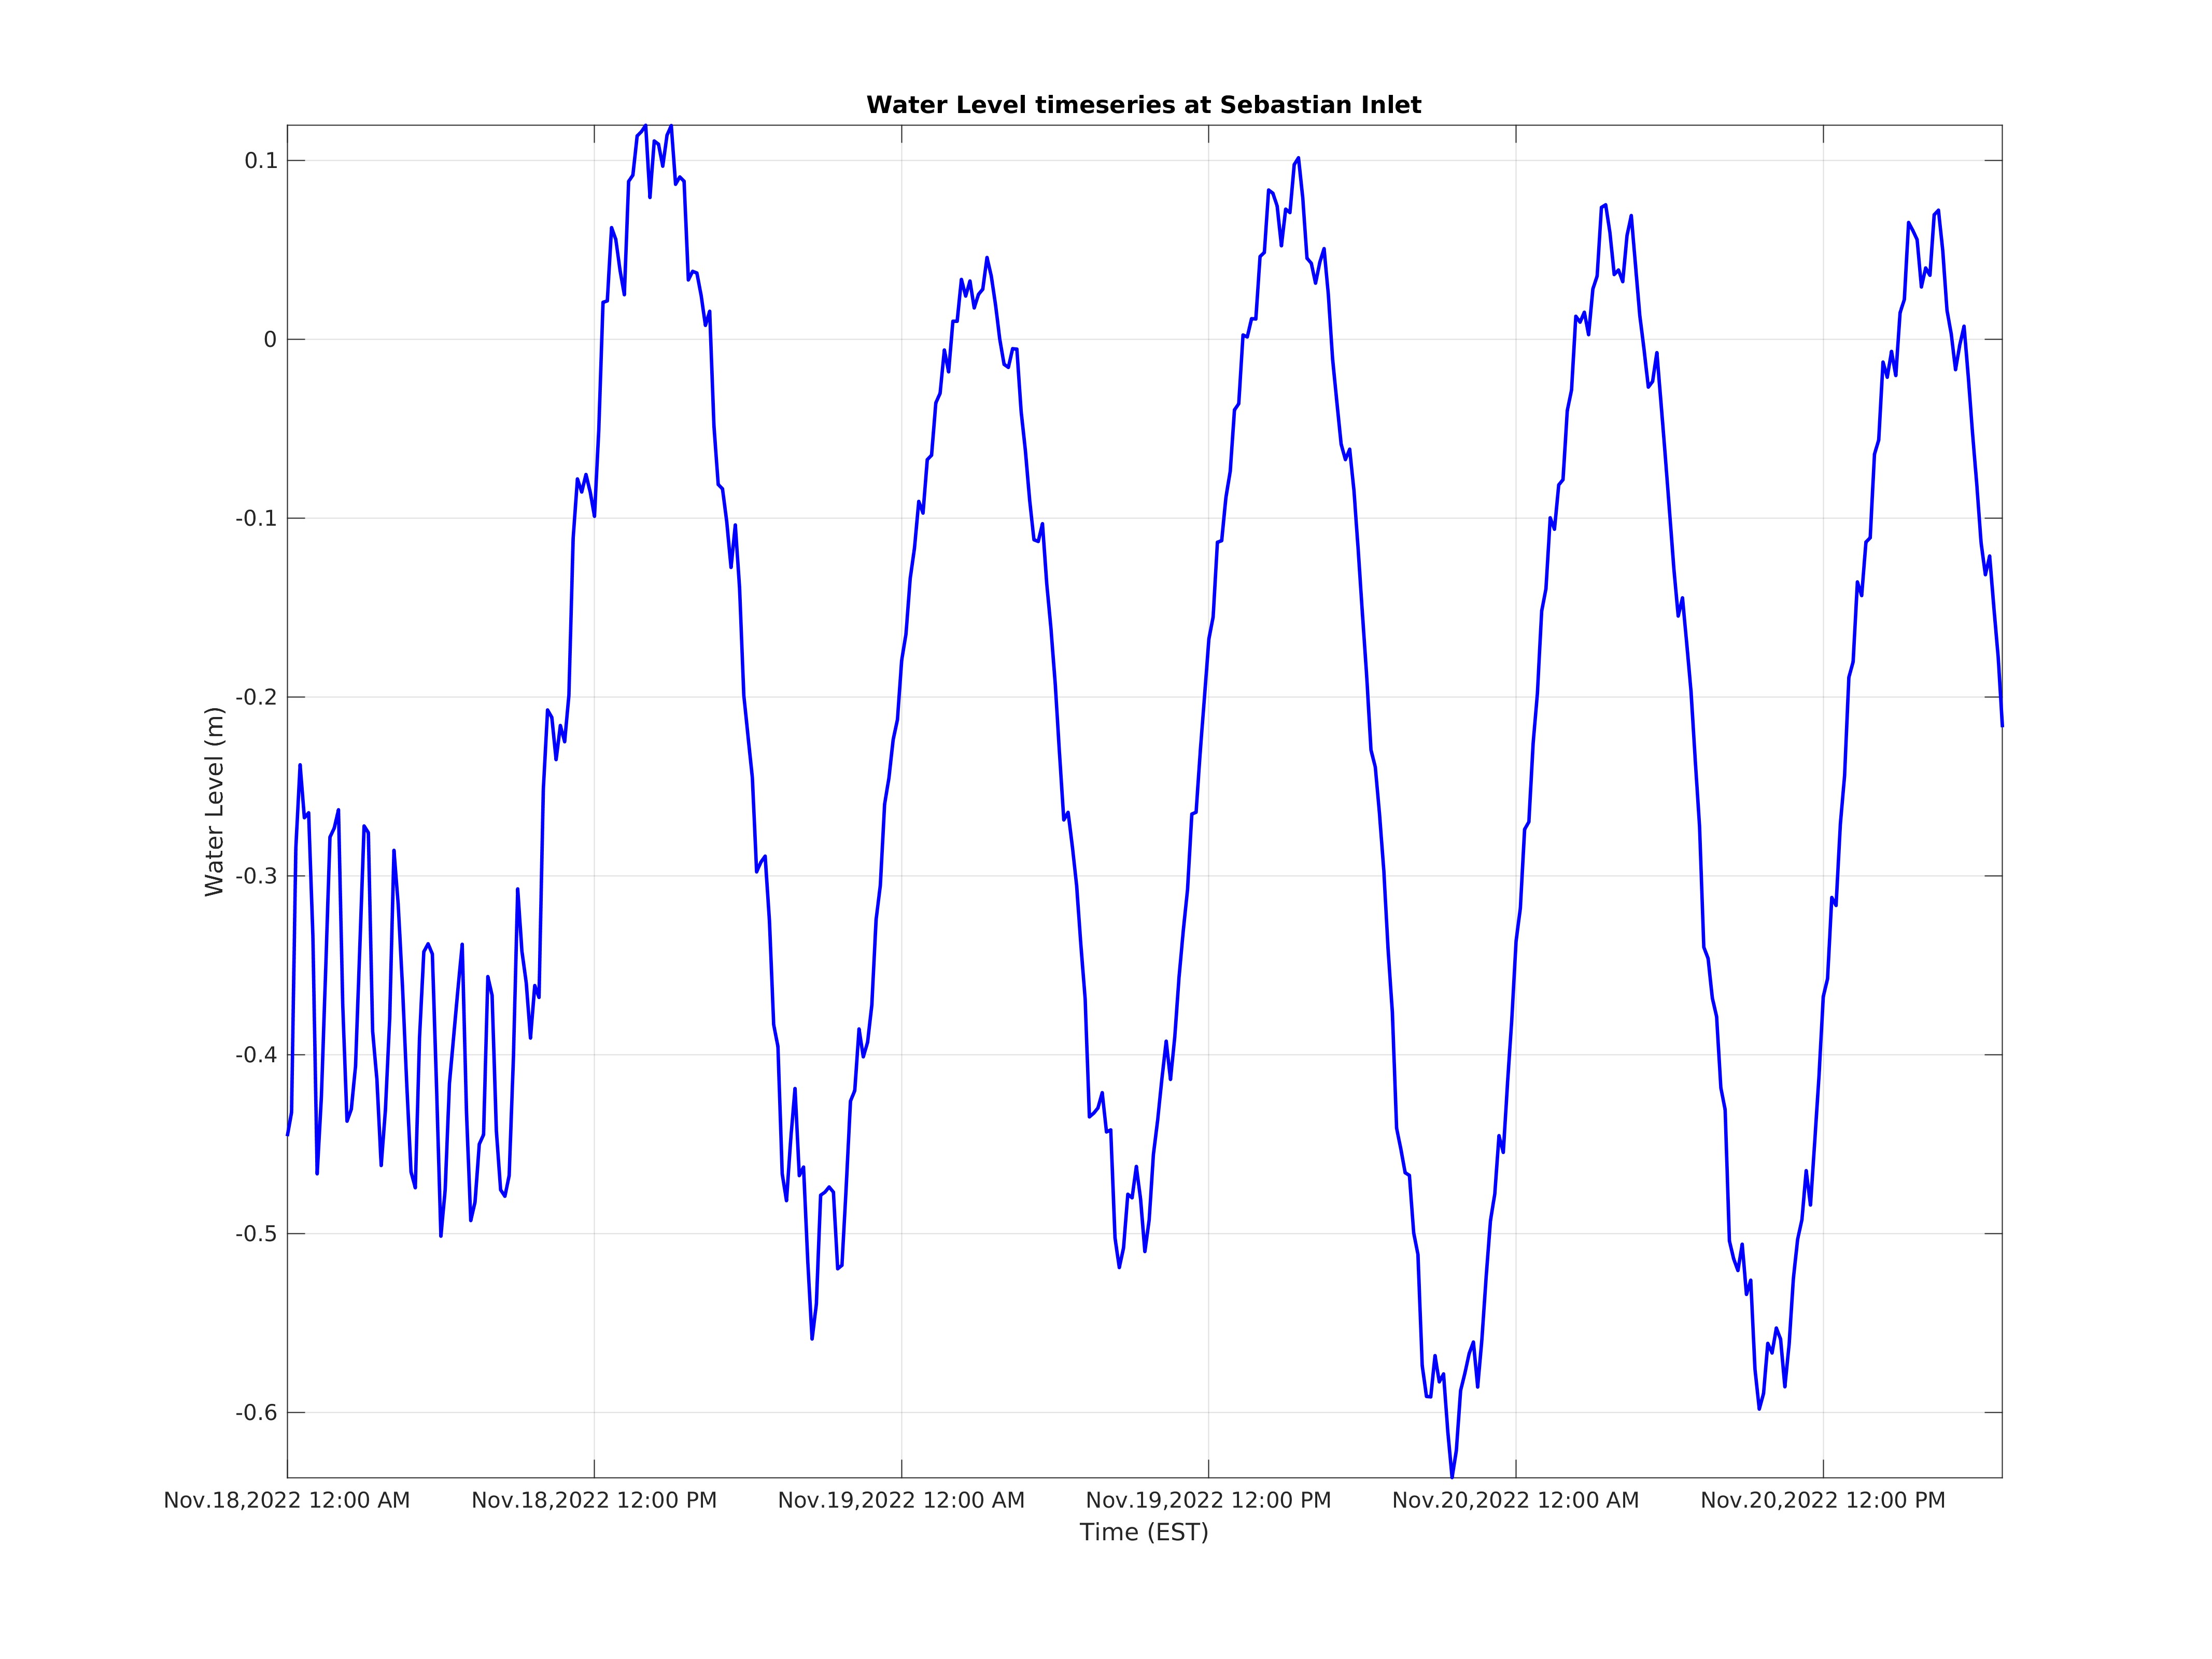 Water Level timeseries at Sebastian Inlet
0.1
0
-0.1
-0.2
-0.3
-0.4
-0.5
-0.6
Water Level (m)
Nov.18,2022 12:00 AM Nov.18,2022 12:00 PM Nov.19,2022 12:00 AM Nov.19,2022 12:00 PM Nov.20,2022 12:00 AM Nov.20,2022 12:00 PM
Time (EST)